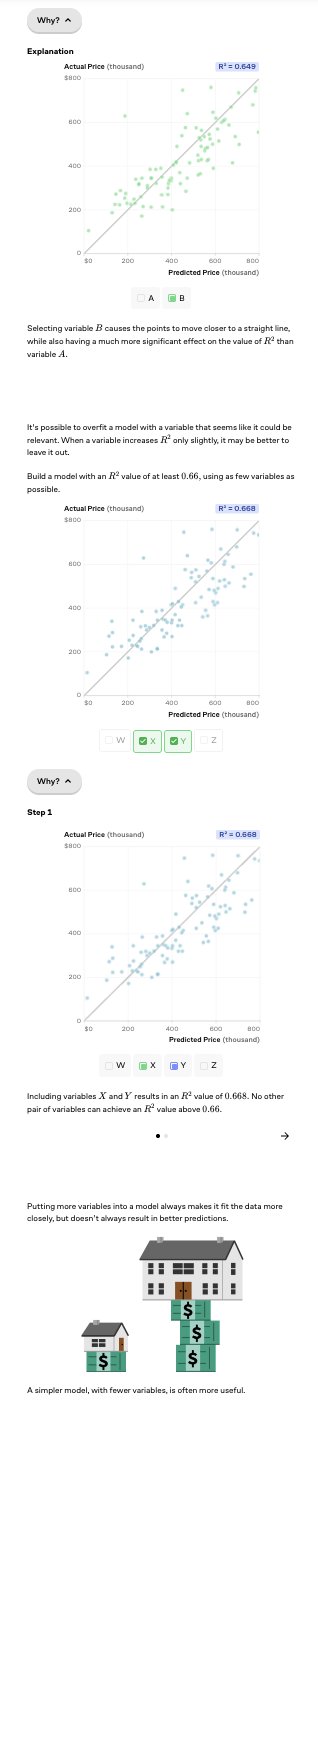 Why?
Explanation
Actual Price (thousand)
R² = 0.649
$800
600
400
200
0
$0 200 400 600 800
Predicted Price (thousand)
A B
Selecting variable B causes the points to move closer to a straight line,
while also having a much more significant effect on the value of R² than
variable A.
It's possible to overfit a model with a variable that seems like it could be
relevant. When a variable increases R² only slightly, it may be better to
leave it out.
Build a model with an R² value of at least 0.66, using as few variables as
possible.
Actual Price (thousand)
R² = 0.668
$800
600
400
200
0
$0 200 400 600 800
Predicted Price (thousand)
W X Y Z
Why?
Step 1
Actual Price (thousand)
R² = 0.668
$800
600
400
200
0
$0 200 400 600 800
Predicted Price (thousand)
W X Y Z
Including variables X and Y results in an R² value of 0.668. No other
pair of variables can achieve an R² value above 0.66.
Putting more variables into a model always makes it fit the data more
closely, but doesn't always result in better predictions.
$
$
$
$
A simpler model, with fewer variables, is often more useful.